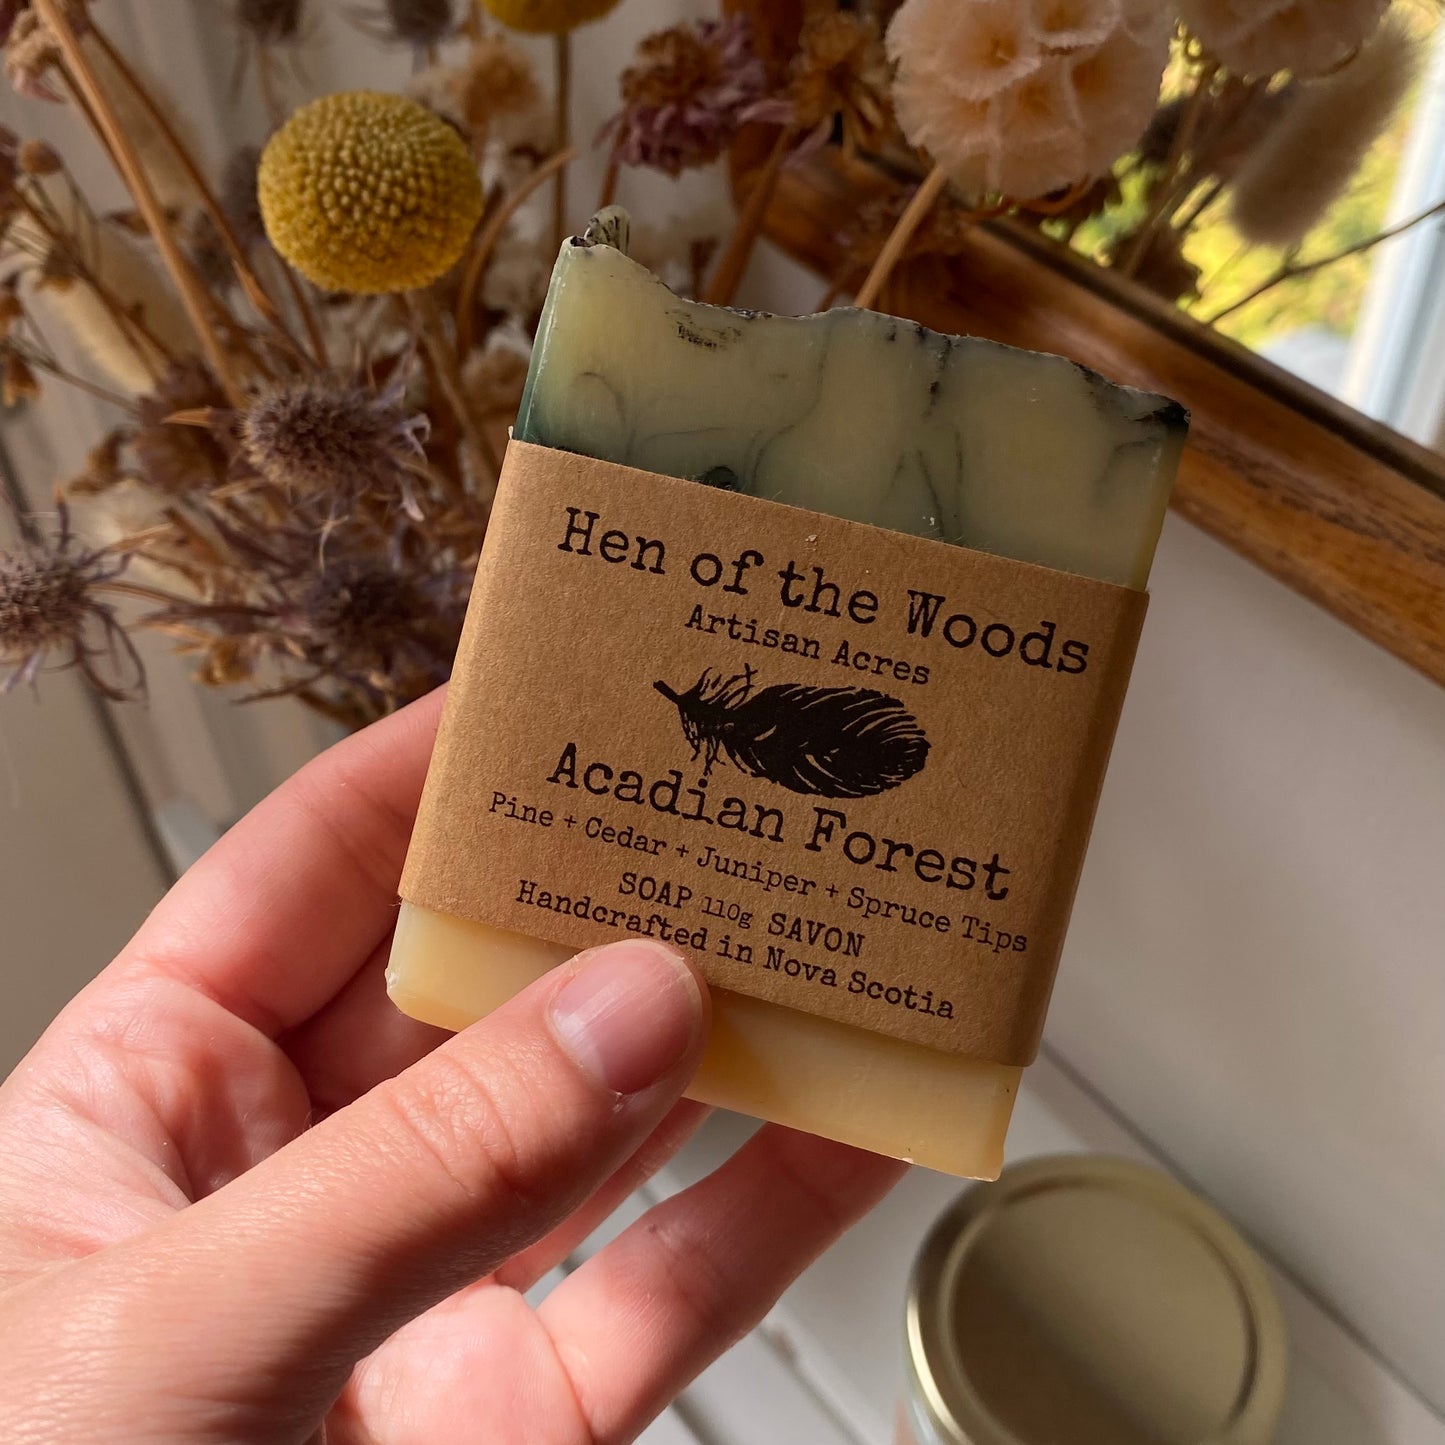 Hen of the Woods
Artisan Acres
Acadian Forest
Pine + Cedar + Juniper + Spruce Tips
SOAP 110g SAVON
Handcrafted in Nova Scotia